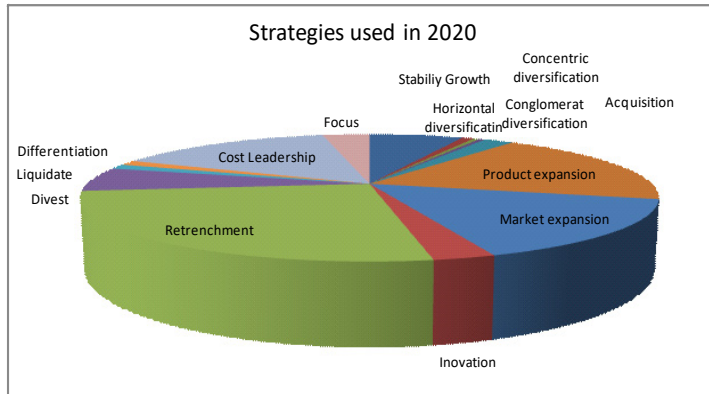 Strategies used in 2020
Stabiliy Growth
Concentric
diversification
Horizontal
diversificatin
Conglomerat
diversification
Acquisition
Focus
Differentiation
Cost Leadership
Liquidate
Divest
Product expansion
Market expansion
Retrenchment
Inovation